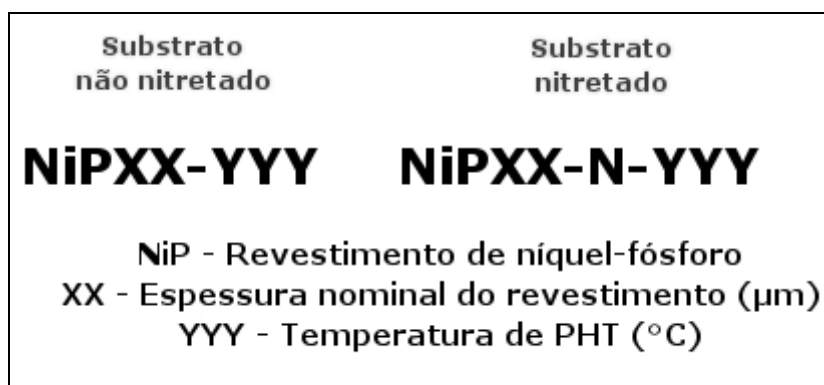 Substrato
não nitretado
Substrato
nitretado
NiPXX-YYY
NiPXX-N-YYY
NiP - Revestimento de níquel-fósforo
XX - Espessura nominal do revestimento (µm)
YYY - Temperatura de PHT (°C)